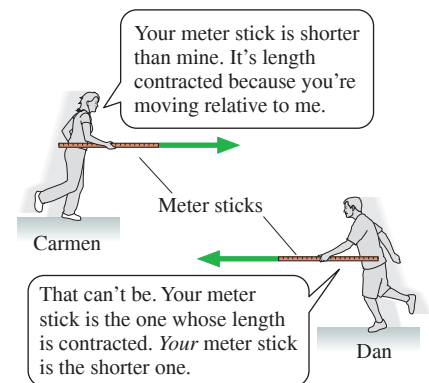 Your meter stick is shorter
than mine. It's length
contracted because you're
moving relative to me.
Meter sticks
Carmen
That can't be. Your meter
stick is the one whose length
is contracted. Your meter stick
is the shorter one.
Dan